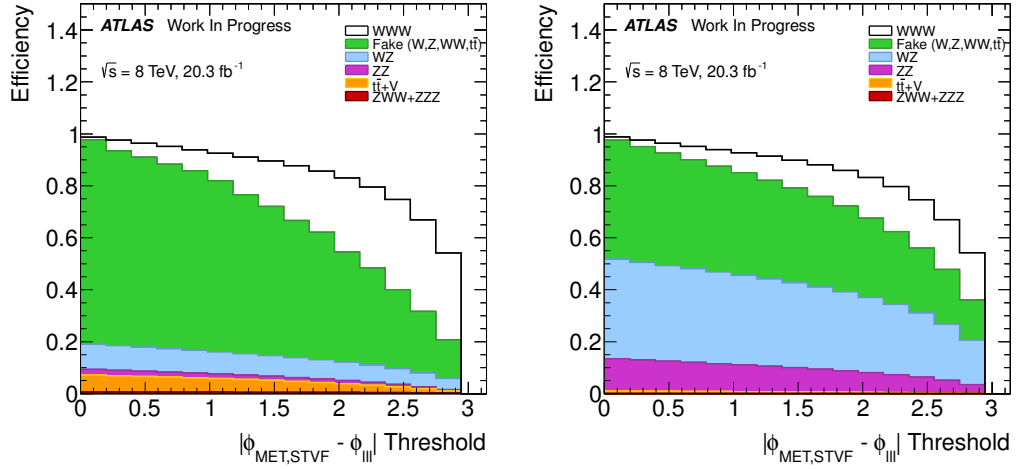 ATLAS Work In Progress
√s = 8 TeV, 20.3 fb⁻¹
WWW
Fake (W,Z,WW,tt̄)
WZ
ZZ
tt̄+V
ZWW+ZZZ
Efficiency
1.4
1.2
1
0.8
0.6
0.4
0.2
0
0 0.5 1 1.5 2 2.5 3
|ϕMET,STVF - ϕlll| Threshold
ATLAS Work In Progress
√s = 8 TeV, 20.3 fb⁻¹
WWW
Fake (W,Z,WW,tt̄)
WZ
ZZ
tt̄+V
ZWW+ZZZ
Efficiency
1.4
1.2
1
0.8
0.6
0.4
0.2
0
0 0.5 1 1.5 2 2.5 3
|ϕMET,STVF - ϕlll| Threshold